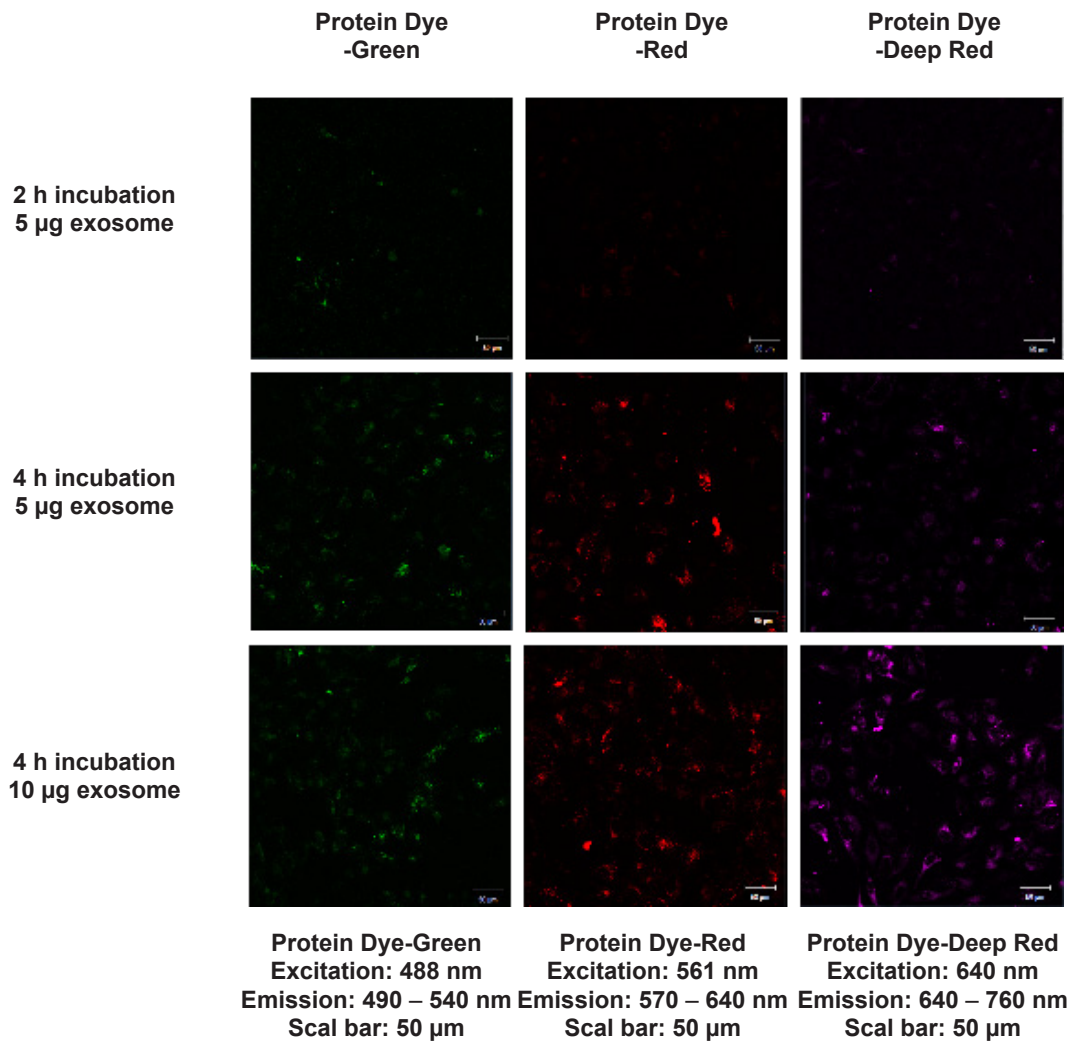 Protein Dye
-Green
Protein Dye
-Red
Protein Dye
-Deep Red
2 h incubation
5 µg exosome
4 h incubation
5 µg exosome
4 h incubation
10 µg exosome
Protein Dye-Green
Excitation: 488 nm
Emission: 490 – 540 nm
Scal bar: 50 µm
Protein Dye-Red
Excitation: 561 nm
Emission: 570 – 640 nm
Scal bar: 50 µm
Protein Dye-Deep Red
Excitation: 640 nm
Emission: 640 – 760 nm
Scal bar: 50 µm